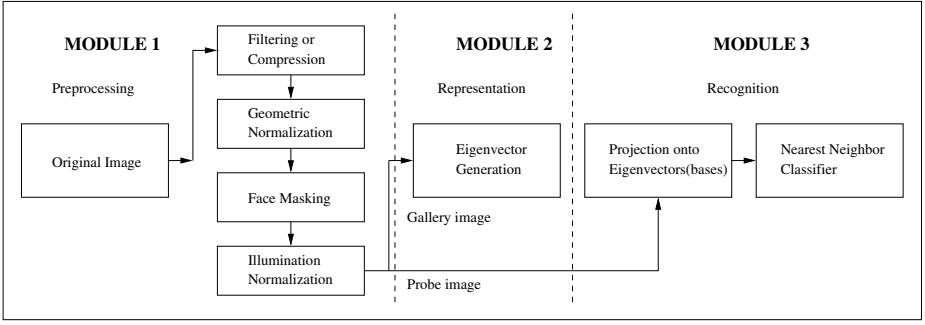 MODULE 1
Preprocessing
Original Image
Filtering or
Compression
Geometric
Normalization
Face Masking
Illumination
Normalization
MODULE 2
Representation
Eigenvector
Generation
Gallery image
Probe image
MODULE 3
Recognition
Projection onto
Eigenvectors(bases)
Nearest Neighbor
Classifier